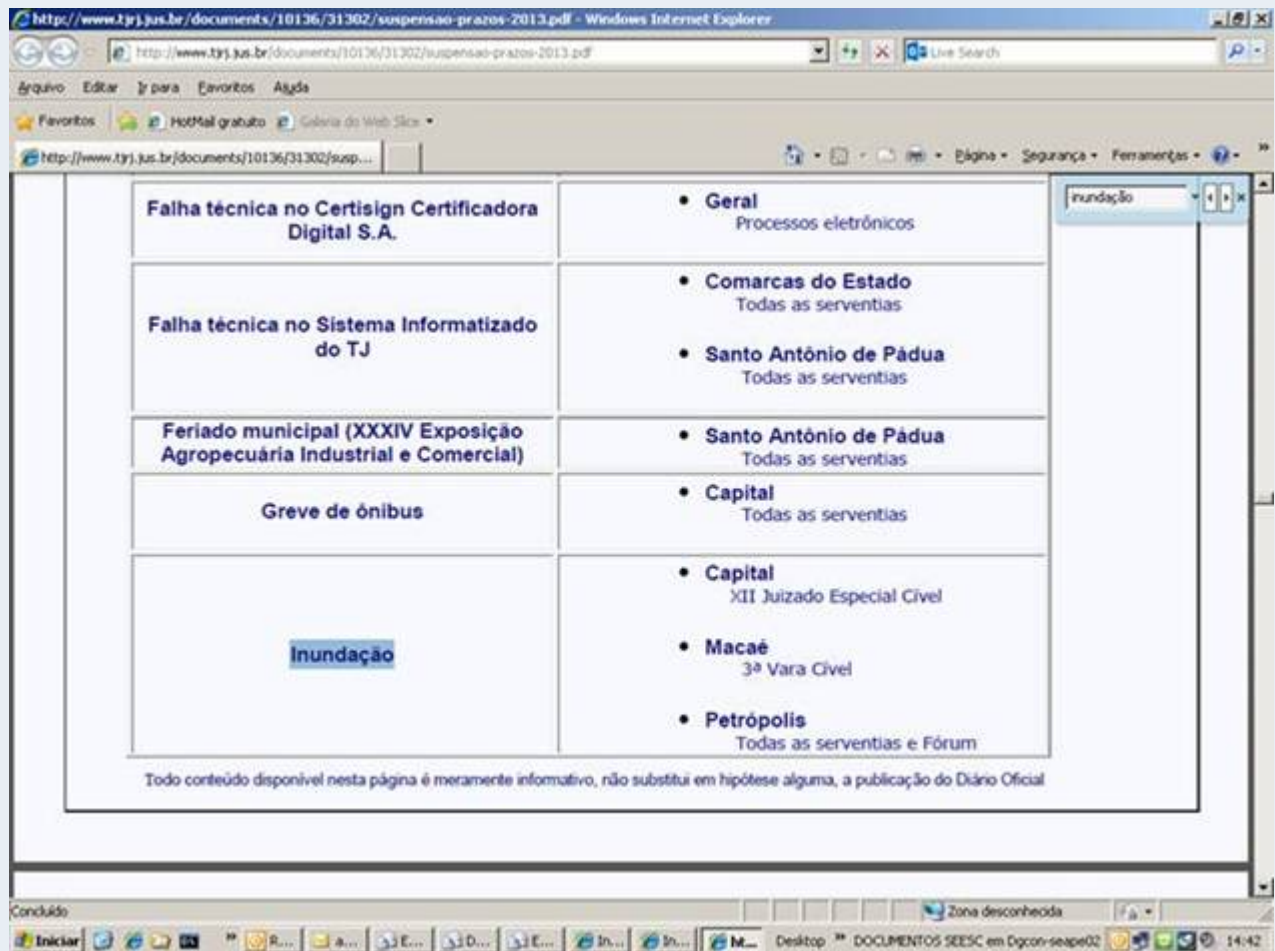 http://www.tjrj.jus.br/documents/10136/31302/suspensao-prazos-2013.pdf - Windows Internet Explorer
http://www.tjrj.jus.br/documents/10136/31302/suspensao-prazos-2013.pdf
Live Search
Arquivo Editar Ir para Favoritos Ajuda
Favoritos HotMail gratuito Galeria do Web Slice
http://www.tjrj.jus.br/documents/10136/31302/susp...
Página Segurança Ferramentas
inundação
Falha técnica no Certisign Certificadora
Digital S.A.
• Geral
Processos eletrônicos
Falha técnica no Sistema Informatizado
do TJ
• Comarcas do Estado
Todas as serventias
• Santo Antônio de Pádua
Todas as serventias
Feriado municipal (XXXIV Exposição
Agropecuária Industrial e Comercial)
• Santo Antônio de Pádua
Todas as serventias
Greve de ônibus
• Capital
Todas as serventias
Inundação
• Capital
XII Juizado Especial Cível
• Macaé
3ª Vara Cível
• Petrópolis
Todas as serventias e Fórum
Todo conteúdo disponível nesta página é meramente informativo, não substitui em hipótese alguma, a publicação do Diário Oficial
Concluído
Zona desconhecida
Iniciar R... a... E... D... E... In... In... ht... Desktop DOCUMENTOS SEESC em Dgcon-seape02 14:42